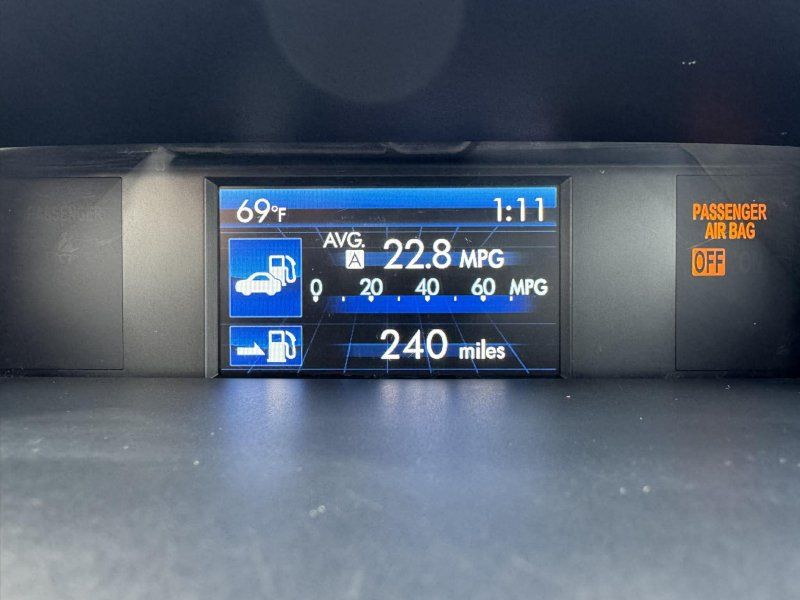 69°F 1:11
AVG.
A 22.8 MPG
0 20 40 60 MPG
240 miles
PASSENGER
AIR BAG
OFF